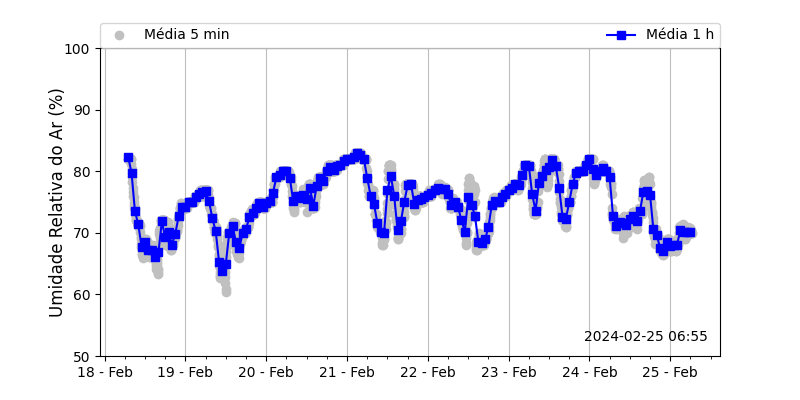 Média 5 min
Média 1 h
Umidade Relativa do Ar (%)
100
90
80
70
60
50
2024-02-25 06:55
18 - Feb
19 - Feb
20 - Feb
21 - Feb
22 - Feb
23 - Feb
24 - Feb
25 - Feb